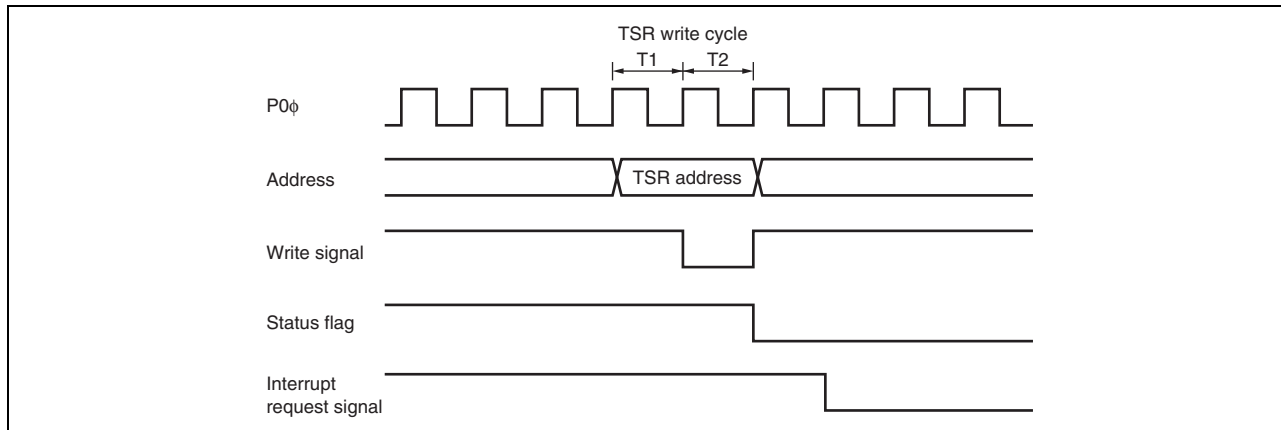 TSR write cycle
T1 T2
P0ϕ
Address
TSR address
Write signal
Status flag
Interrupt
request signal